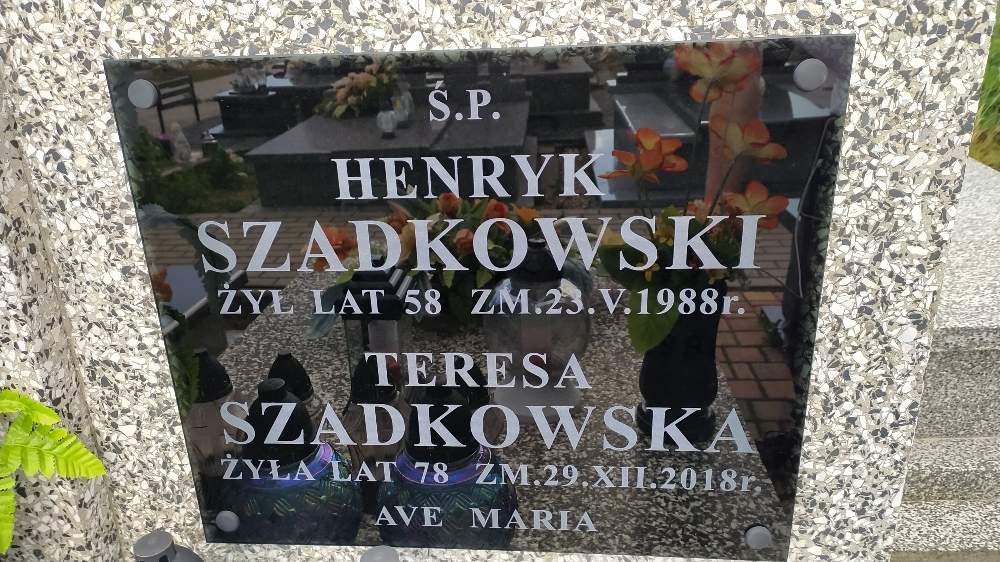 Ś.P.
HENRYK
SZADKOWSKI
ŻYŁ LAT 58 ZM.23.V.1988r.
TERESA
SZADKOWSKA
ŻYŁA LAT 78 ZM.29.XII.2018r.
AVE MARIA